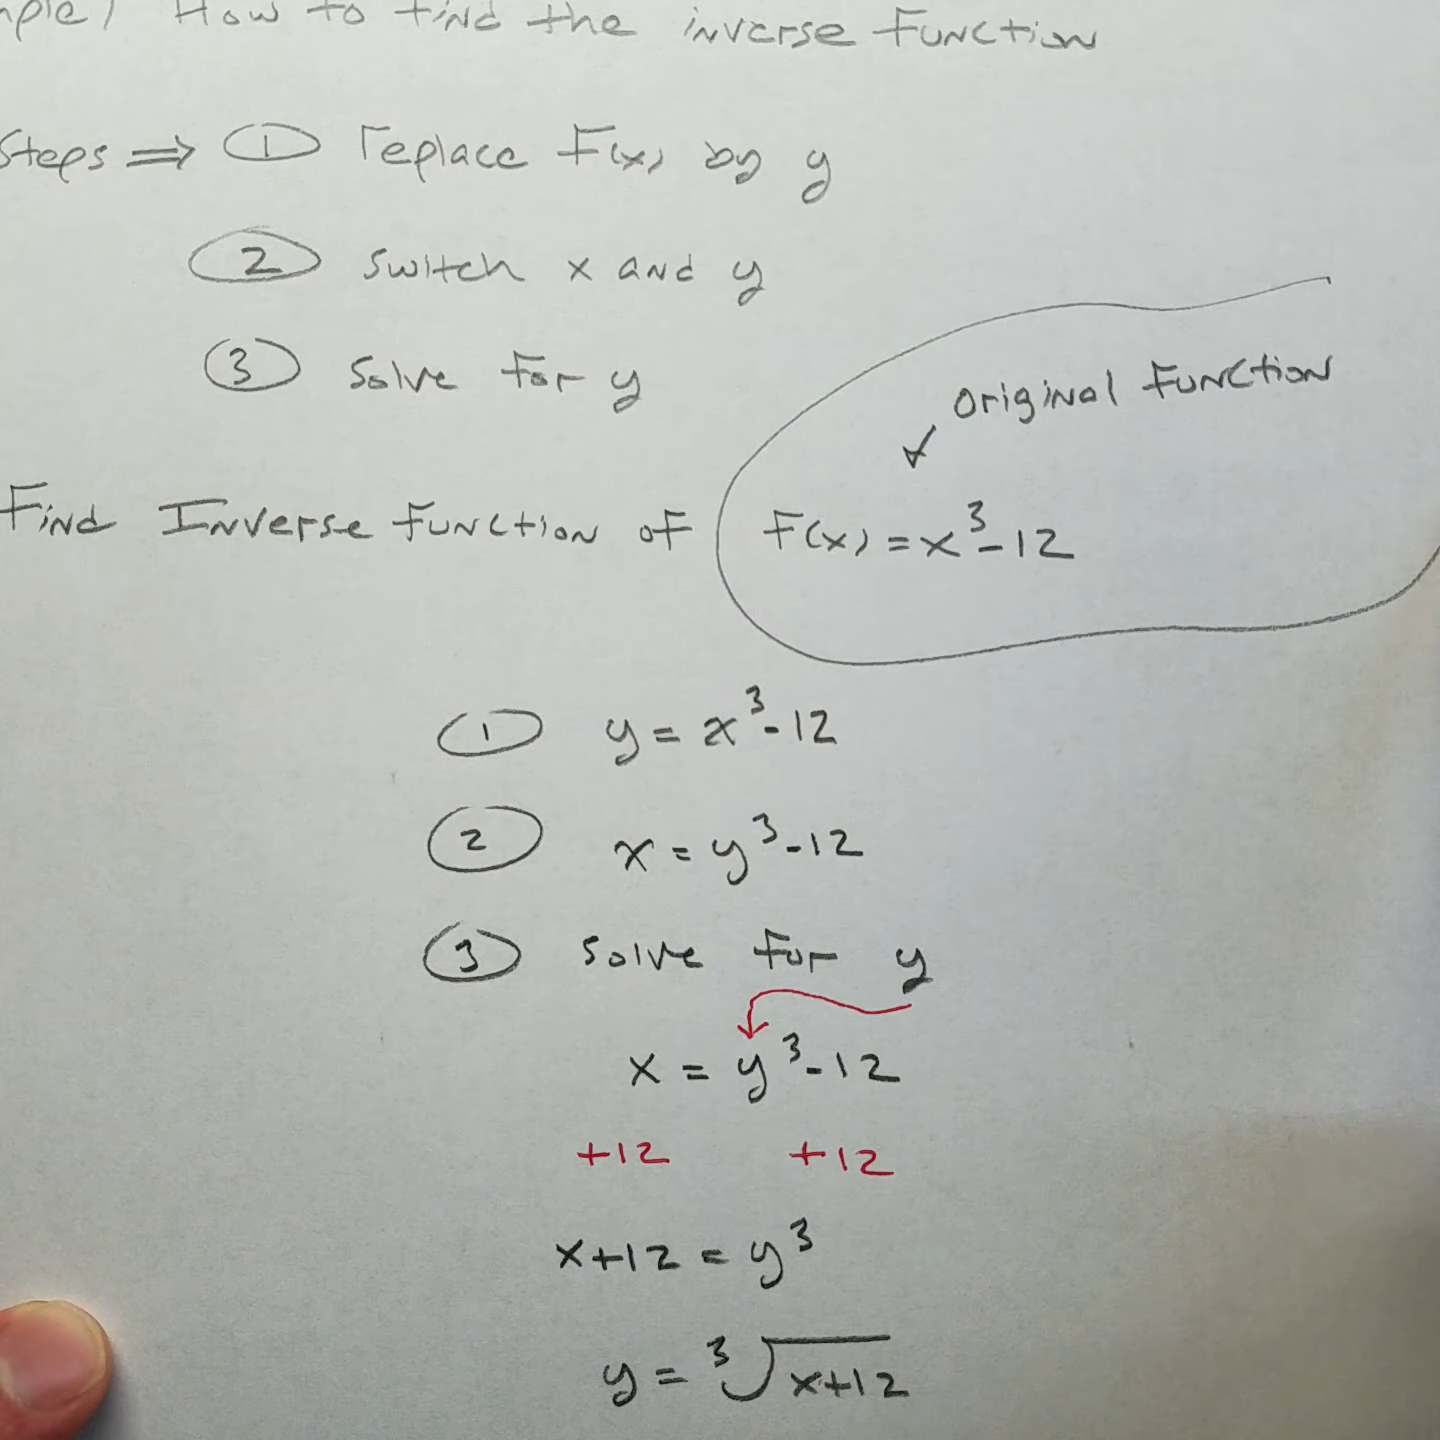 How to find the inverse function
Steps ⇒ ① replace F(x) by y
② switch x and y
③ solve for y
original function
Find Inverse function of F(x) = x³-12
① y = x³-12
② x = y³-12
③ solve for y
x = y³-12
+12 +12
x+12 = y³
y = ³√x+12